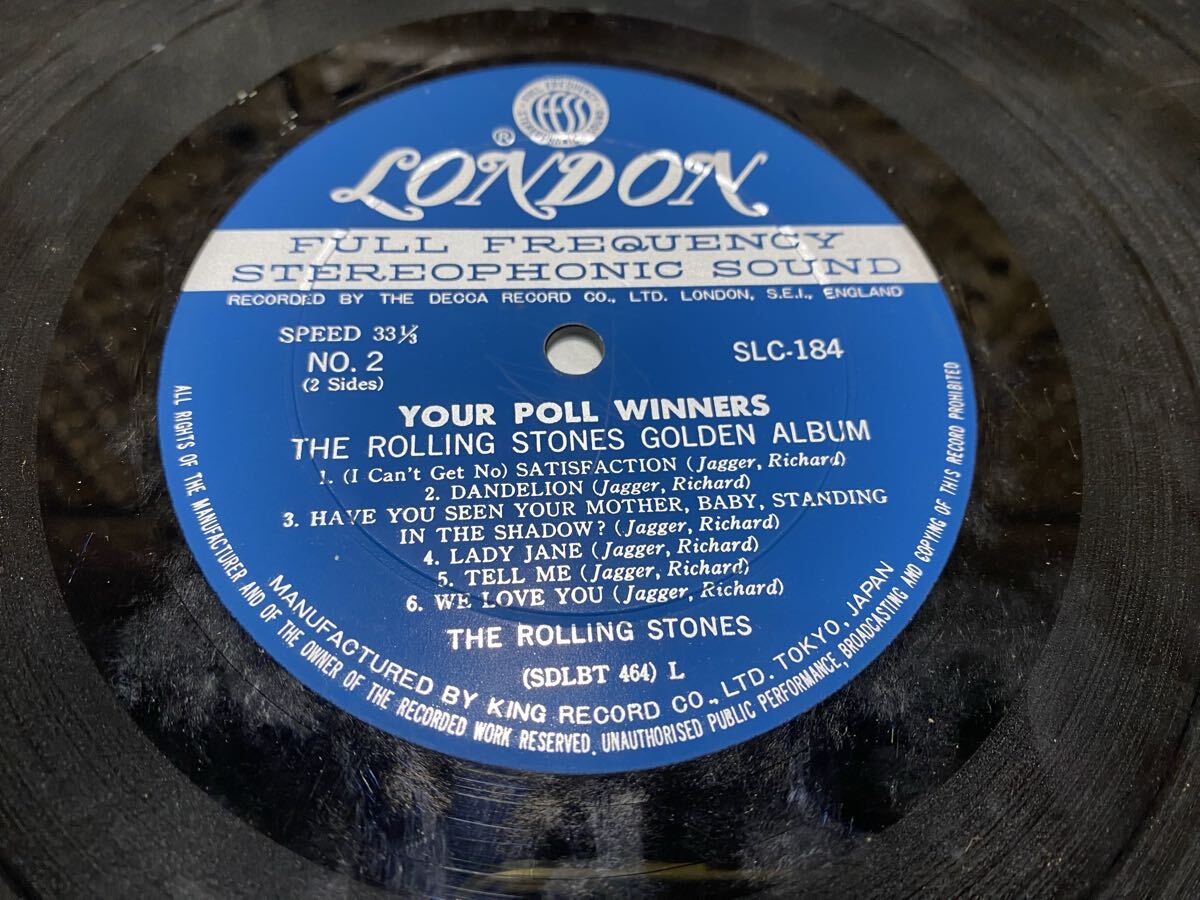 FFSS
®
LONDON
FULL FREQUENCY
STEREOPHONIC SOUND
RECORDED BY THE DECCA RECORD CO., LTD. LONDON, S.E.I., ENGLAND
SPEED 33⅓
NO. 2
(2 Sides)
SLC-184
YOUR POLL WINNERS
THE ROLLING STONES GOLDEN ALBUM
1. (I Can't Get No) SATISFACTION (Jagger, Richard)
2. DANDELION (Jagger, Richard)
3. HAVE YOU SEEN YOUR MOTHER, BABY, STANDING
IN THE SHADOW? (Jagger, Richard)
4. LADY JANE (Jagger, Richard)
5. TELL ME (Jagger, Richard)
6. WE LOVE YOU (Jagger, Richard)
THE ROLLING STONES
(SDLBT 464) L
MANUFACTURED BY KING RECORD CO., LTD. TOKYO, JAPAN
ALL RIGHTS OF THE MANUFACTURER AND OF THE OWNER OF THE RECORDED WORK RESERVED. UNAUTHORISED PUBLIC PERFORMANCE, BROADCASTING AND COPYING OF THIS RECORD PROHIBITED